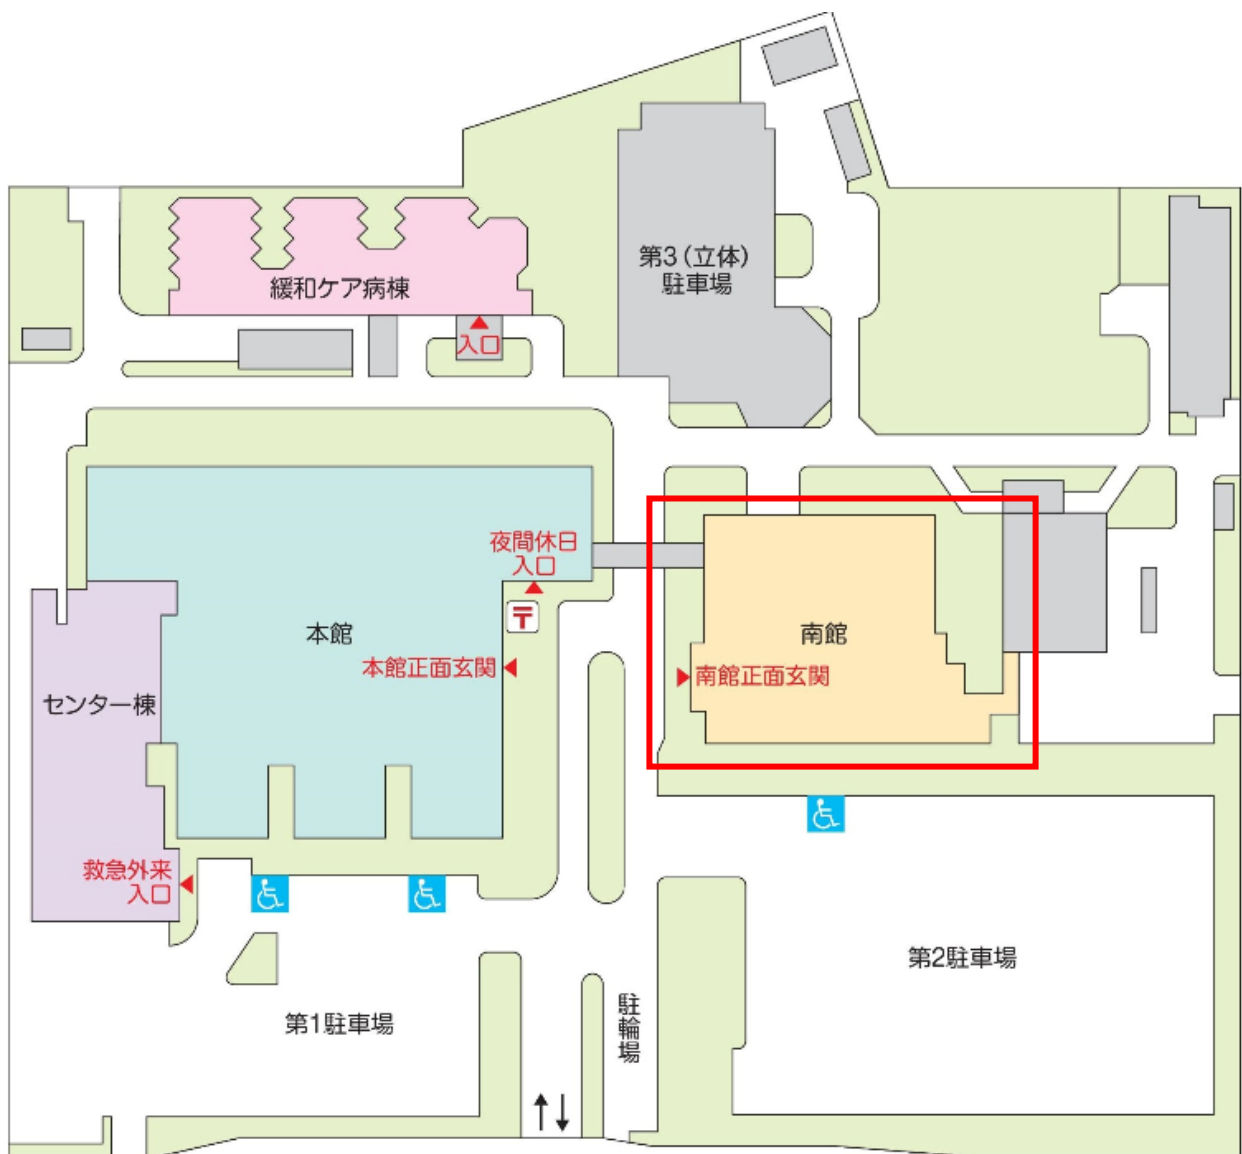 第3（立体）
駐車場
緩和ケア病棟
入口
夜間休日
入口
〒
本館
南館
本館正面玄関
南館正面玄関
センター棟
救急外来
入口
第2駐車場
第1駐車場
駐輪場